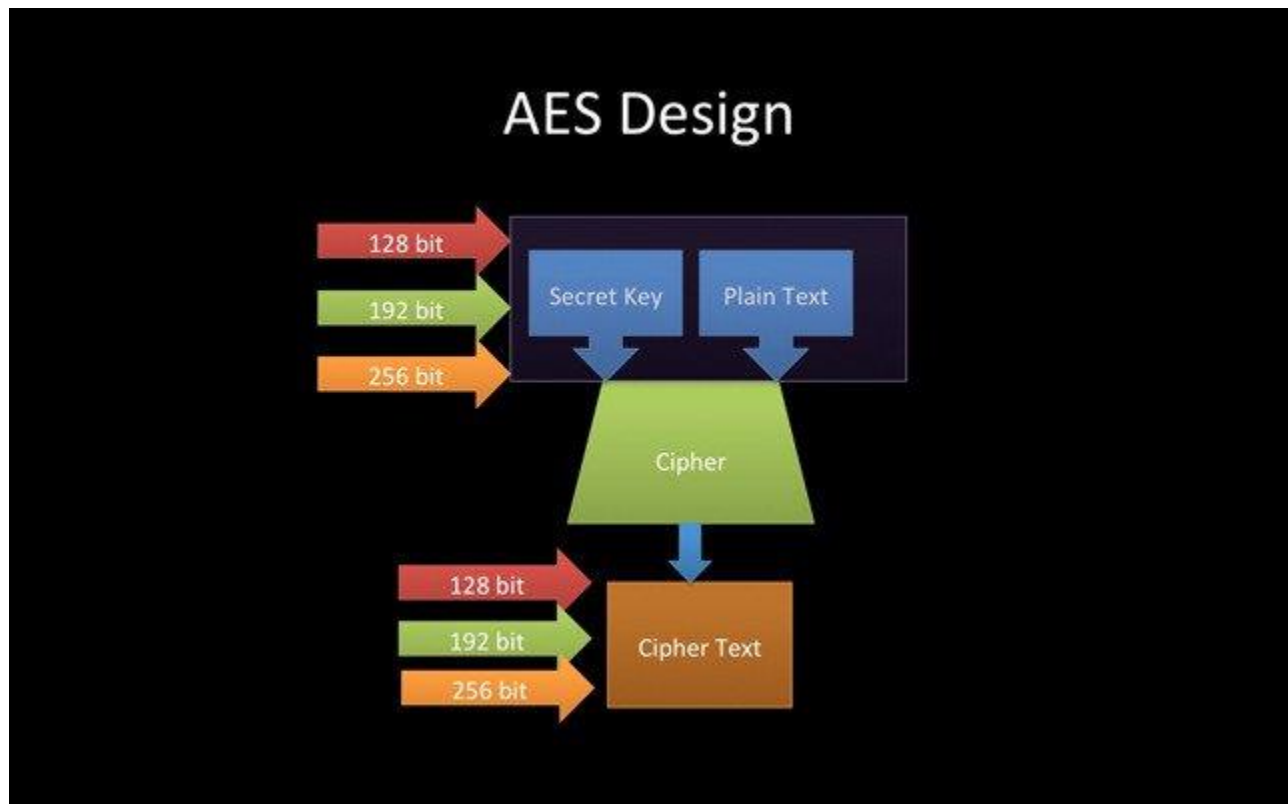 AES Design
128 bit
192 bit
256 bit
Secret Key
Plain Text
Cipher
128 bit
192 bit
256 bit
Cipher Text